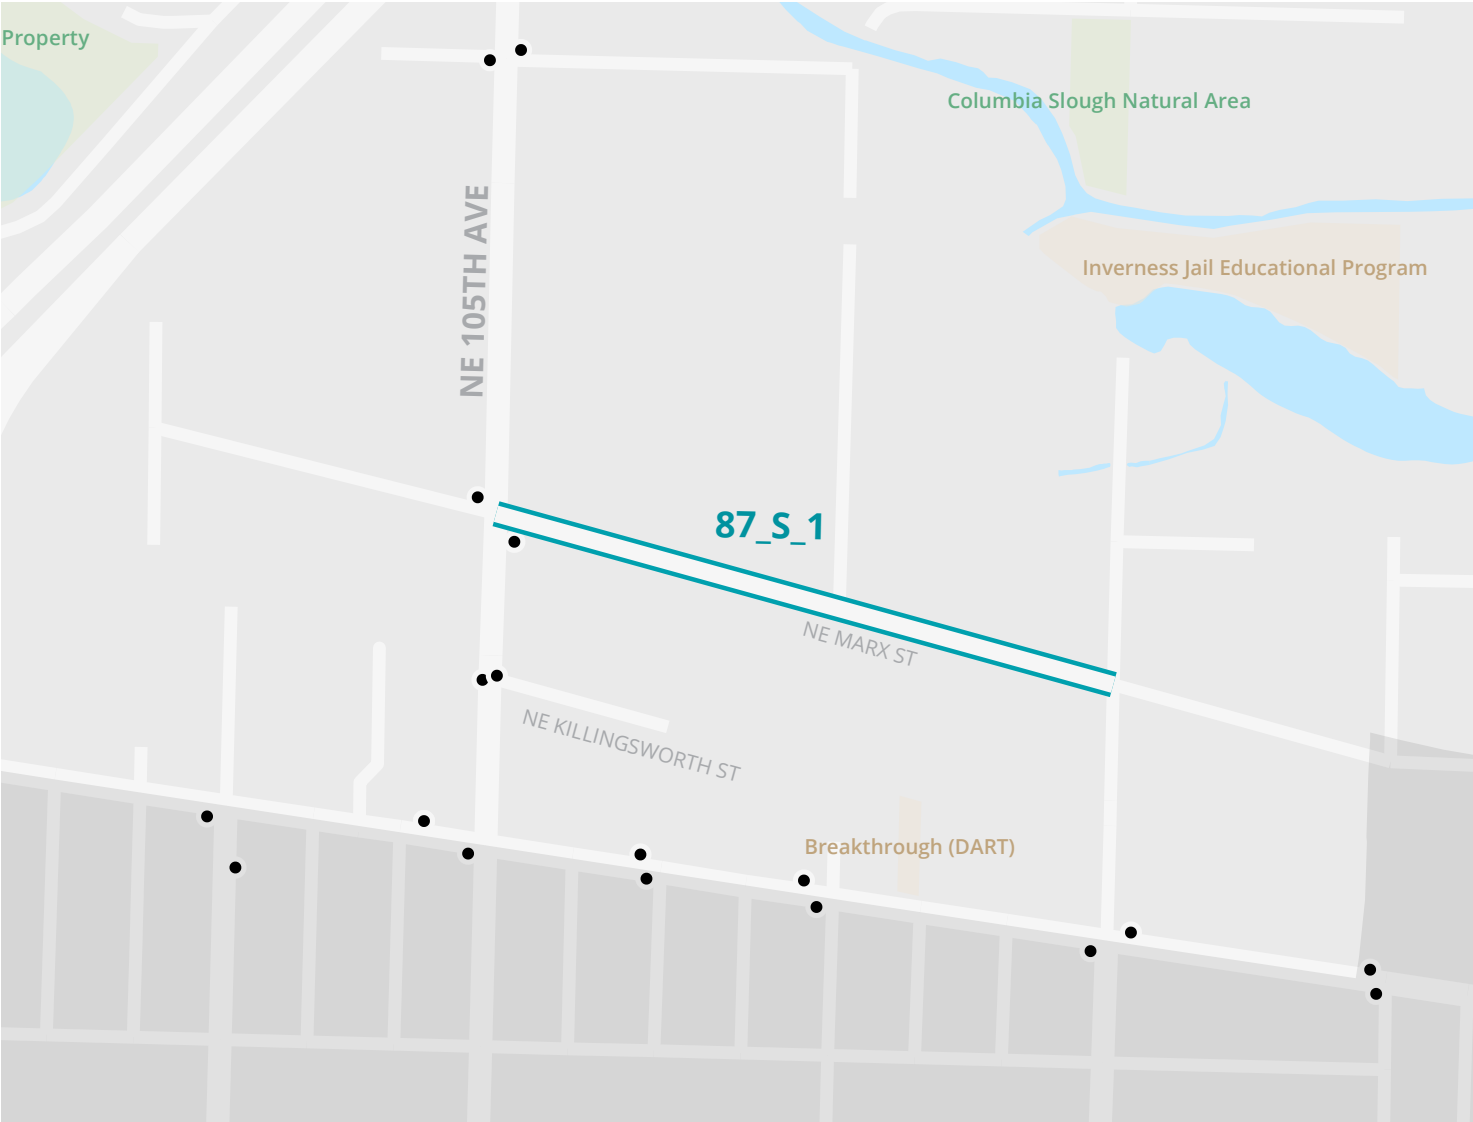 Property
Columbia Slough Natural Area
NE 105TH AVE
Inverness Jail Educational Program
87_S_1
NE MARX ST
NE KILLINGSWORTH ST
Breakthrough (DART)